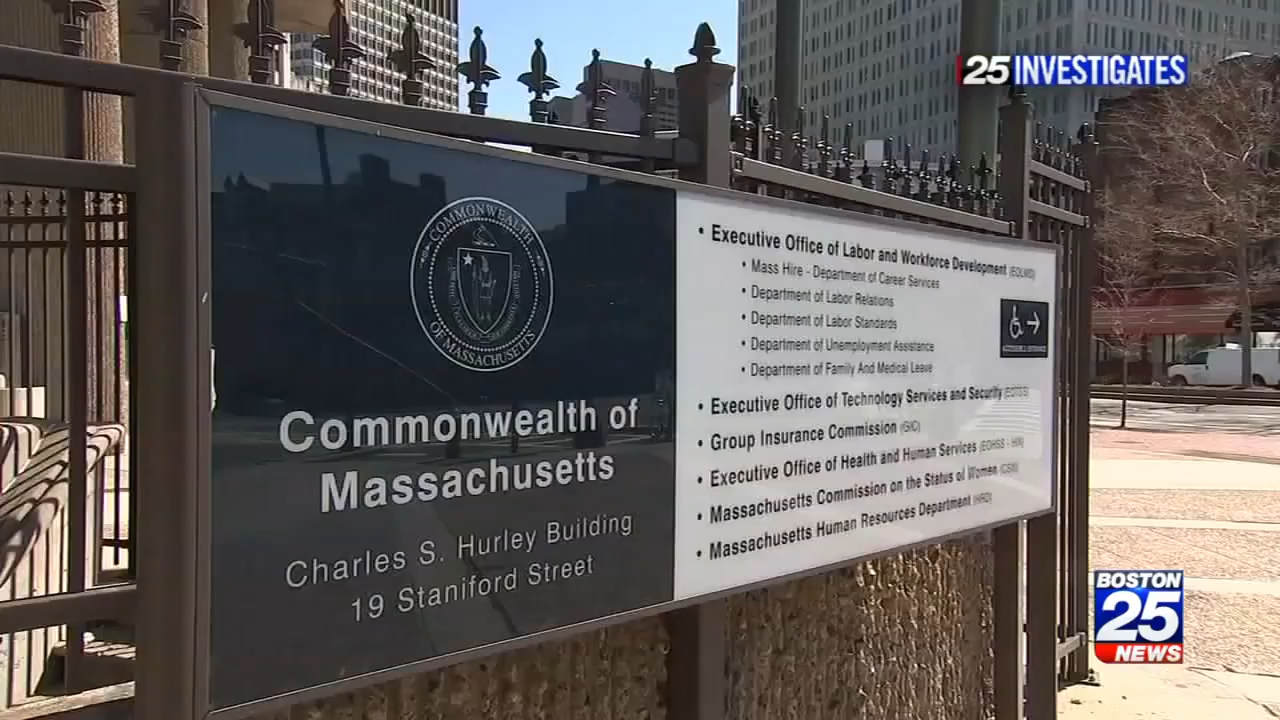 25 INVESTIGATES
COMMONWEALTH
OF MASSACHUSETTS
Commonwealth of
Massachusetts
Charles S. Hurley Building
19 Staniford Street
• Executive Office of Labor and Workforce Development (EOLWD)
• Mass Hire - Department of Career Services
• Department of Labor Relations
• Department of Labor Standards
• Department of Unemployment Assistance
• Department of Family And Medical Leave
• Executive Office of Technology Services and Security (EOTSS)
• Group Insurance Commission (GIC)
• Executive Office of Health and Human Services (EOHSS - HIX)
• Massachusetts Commission on the Status of Women (CSW)
• Massachusetts Human Resources Department (HRD)
BOSTON
25
NEWS